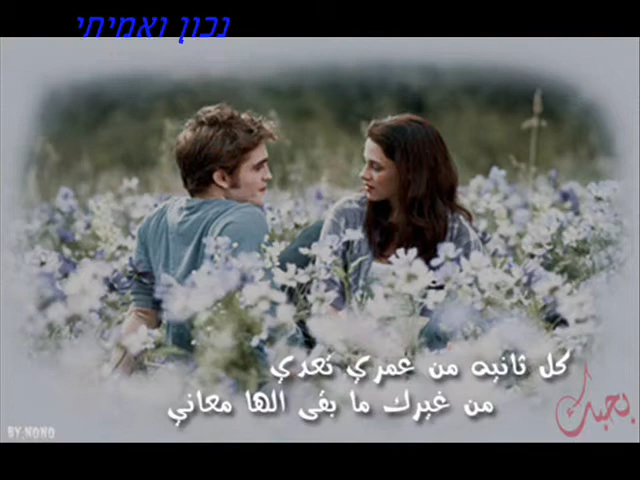 נכון ואמיתי
كل ثانيه من عمري تعدي
من غيرك ما بقى الها معاني
بحبك
BY:NONO